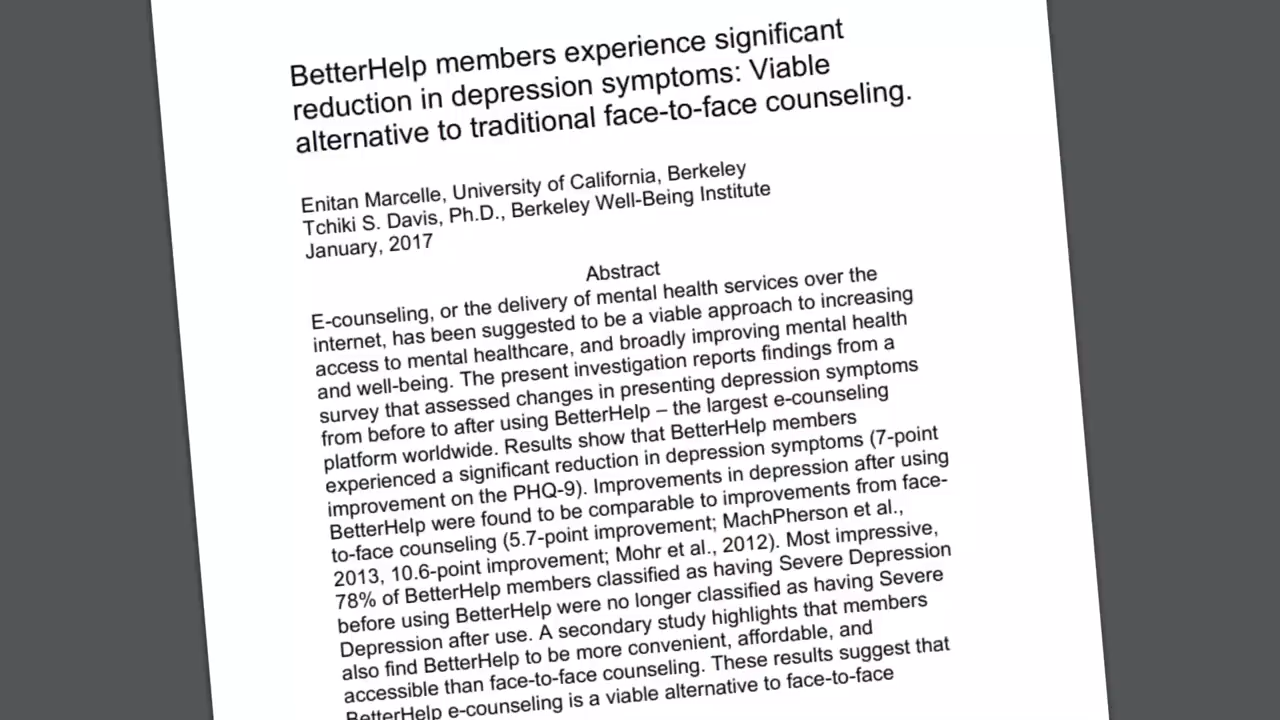 BetterHelp members experience significant
reduction in depression symptoms: Viable
alternative to traditional face-to-face counseling.
Enitan Marcelle, University of California, Berkeley
Tchiki S. Davis, Ph.D., Berkeley Well-Being Institute
January, 2017
Abstract
E-counseling, or the delivery of mental health services over the
internet, has been suggested to be a viable approach to increasing
access to mental healthcare, and broadly improving mental health
and well-being. The present investigation reports findings from a
survey that assessed changes in presenting depression symptoms
from before to after using BetterHelp – the largest e-counseling
platform worldwide. Results show that BetterHelp members
experienced a significant reduction in depression symptoms (7-point
improvement on the PHQ-9). Improvements in depression after using
BetterHelp were found to be comparable to improvements from face-
to-face counseling (5.7-point improvement; MachPherson et al.,
2013, 10.6-point improvement; Mohr et al., 2012). Most impressive,
78% of BetterHelp members classified as having Severe Depression
before using BetterHelp were no longer classified as having Severe
Depression after use. A secondary study highlights that members
also find BetterHelp to be more convenient, affordable, and
accessible than face-to-face counseling. These results suggest that
BetterHelp e-counseling is a viable alternative to face-to-face